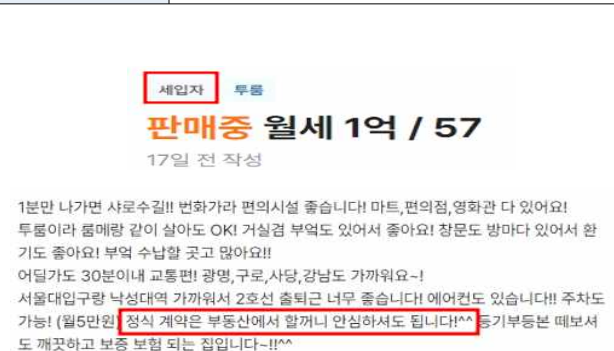 세입자 투룸
판매중 월세 1억 / 57
17일 전 작성
1분만 나가면 샤로수길!! 번화가라 편의시설 좋습니다! 마트,편의점,영화관 다 있어요!
투룸이라 룸메랑 같이 살아도 OK! 거실겸 부엌도 있어서 좋아요! 창문도 방마다 있어서 환
기도 좋아요! 부엌 수납할 곳고 많아요!!
어딜가도 30분이내 교통편! 광명,구로,사당,강남도 가까워요~!
서울대입구랑 낙성대역 가까워서 2호선 출퇴근 너무 좋습니다! 에어컨도 있습니다!! 주차도
가능! (월5만원) 정식 계약은 부동산에서 할꺼니 안심하셔도 됩니다!^^ 등기부등본 떼보셔
도 깨끗하고 보증 보험 되는 집입니다~!!^^